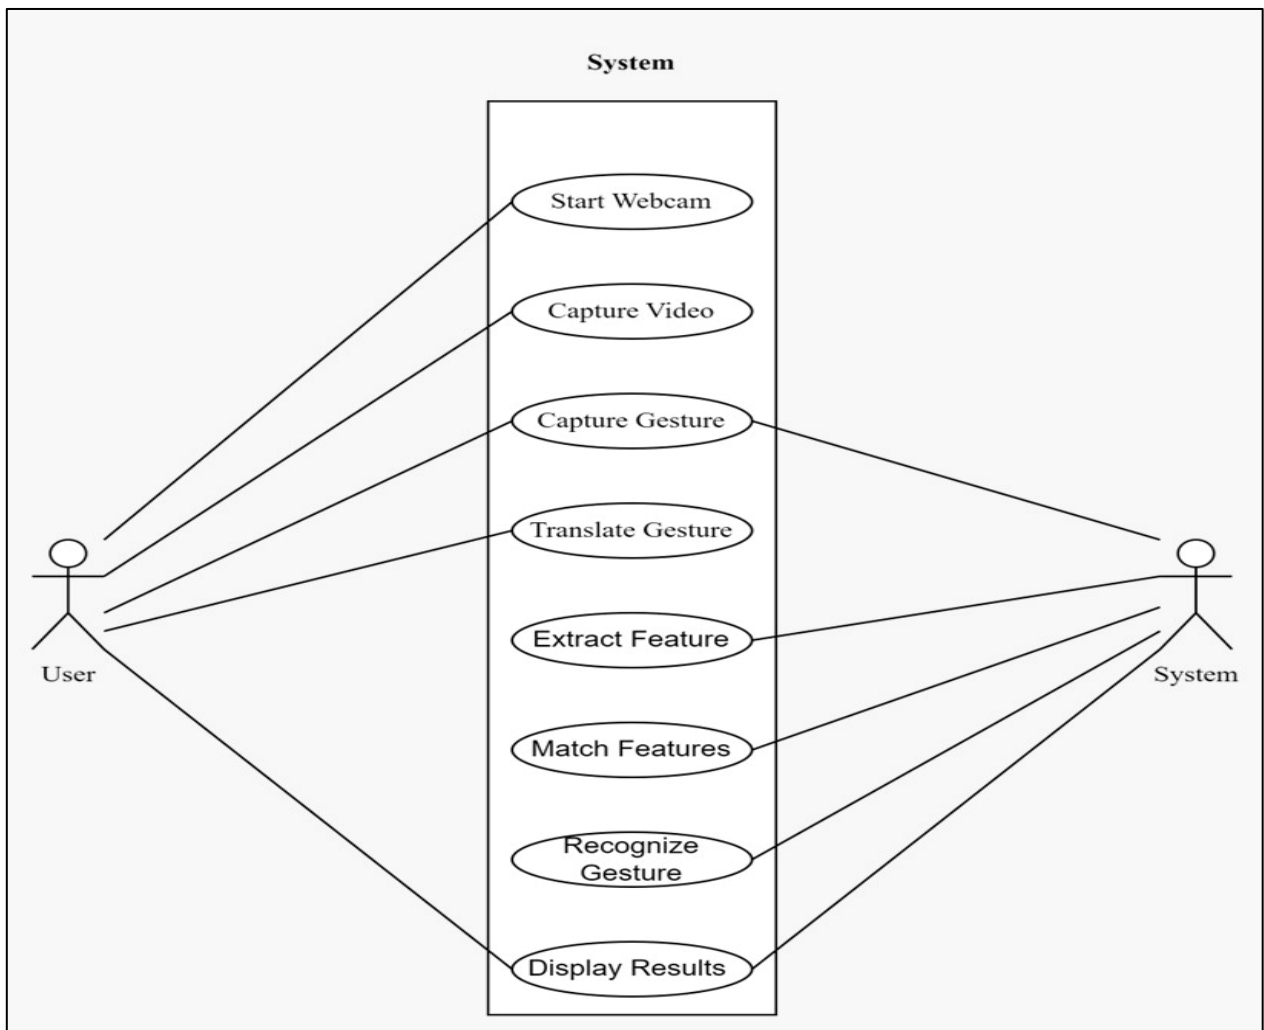 System
Start Webcam
Capture Video
Capture Gesture
Translate Gesture
Extract Feature
User
System
Match Features
Recognize
Gesture
Display Results